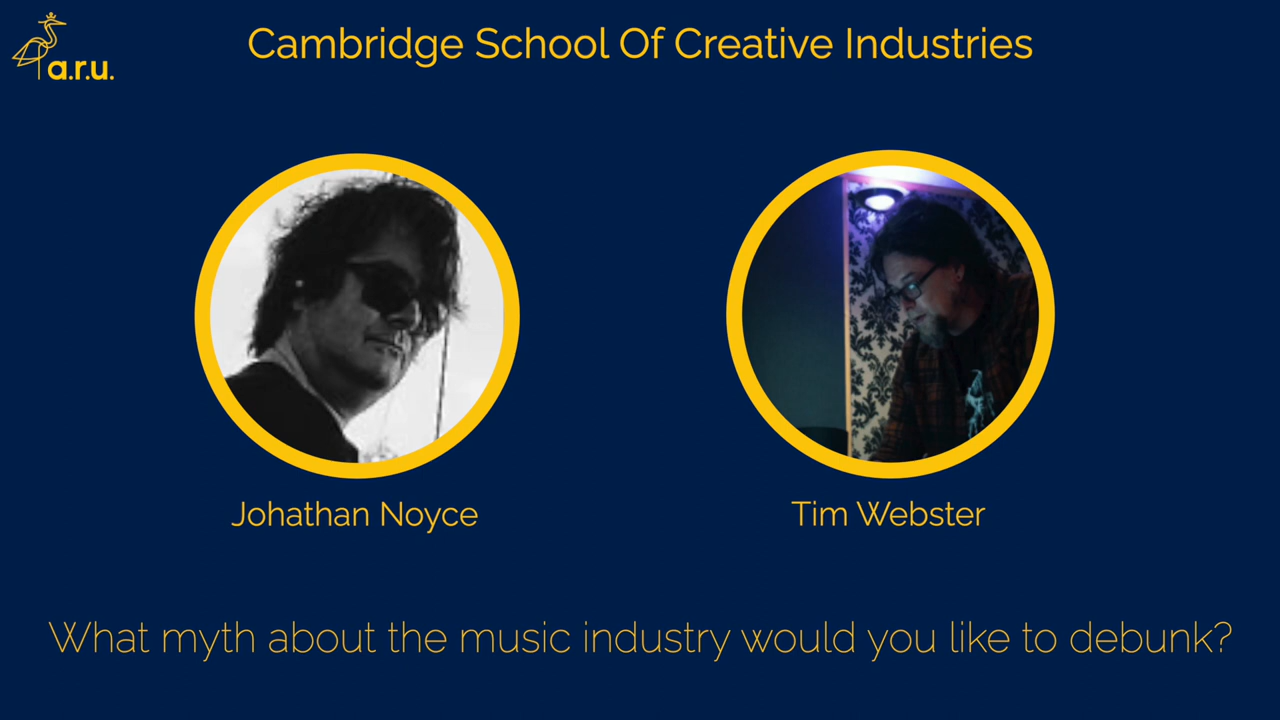 Cambridge School Of Creative Industries
a.r.u.
Johathan Noyce
Tim Webster
What myth about the music industry would you like to debunk?